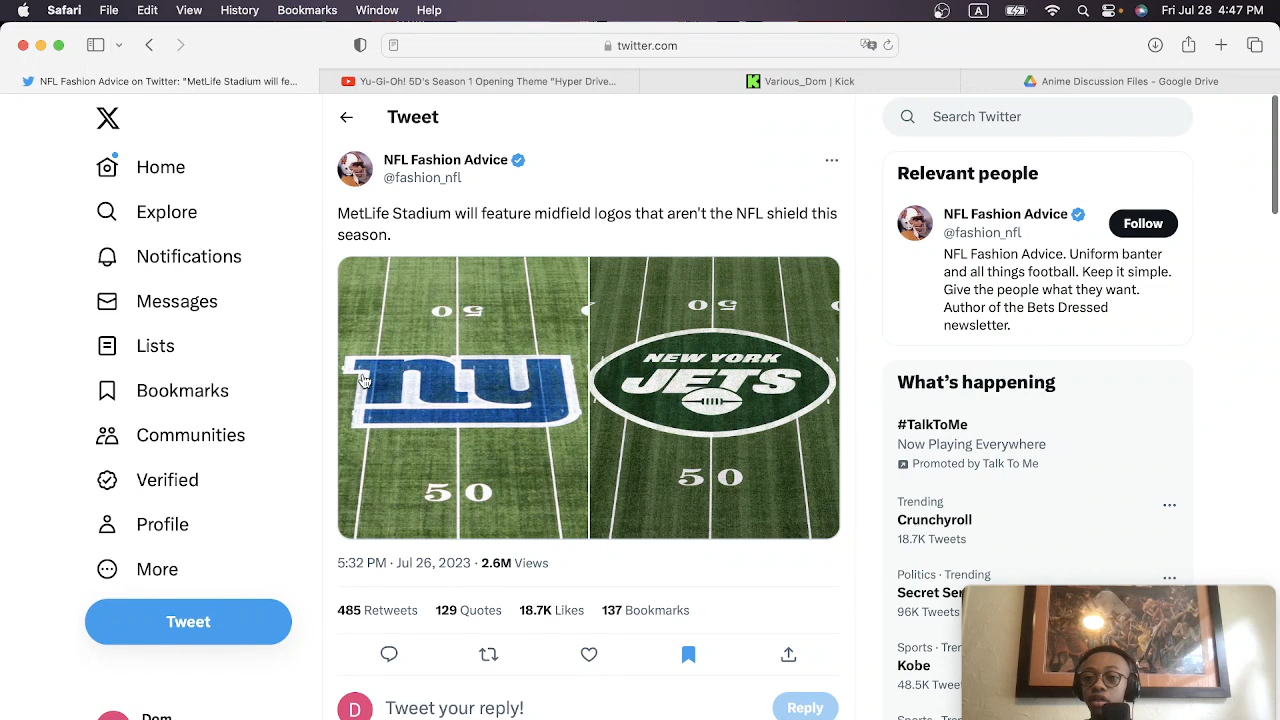 Safari File Edit View History Bookmarks Window Help
A
Fri Jul 28 4:47 PM
twitter.com
NFL Fashion Advice on Twitter: "MetLife Stadium will fe...
Yu-Gi-Oh! 5D's Season 1 Opening Theme "Hyper Drive...
Various_Dom | Kick
Anime Discussion Files - Google Drive
X
Home
Explore
Notifications
Messages
Lists
Bookmarks
Communities
Verified
Profile
More
Tweet
Dom
Tweet
NFL Fashion Advice
@fashion_nfl
MetLife Stadium will feature midfield logos that aren't the NFL shield this
season.
50
ny
50
50
NEW YORK
JETS
50
5:32 PM · Jul 26, 2023 · 2.6M Views
485 Retweets 129 Quotes 18.7K Likes 137 Bookmarks
D
Tweet your reply!
Reply
Search Twitter
Relevant people
NFL Fashion Advice
@fashion_nfl
Follow
NFL Fashion Advice. Uniform banter
and all things football. Keep it simple.
Give the people what they want.
Author of the Bets Dressed
newsletter.
What's happening
#TalkToMe
Now Playing Everywhere
Promoted by Talk To Me
Trending
Crunchyroll
18.7K Tweets
Politics · Trending
Secret Ser
96K Tweets
Sports · Tren
Kobe
48.5K Twee